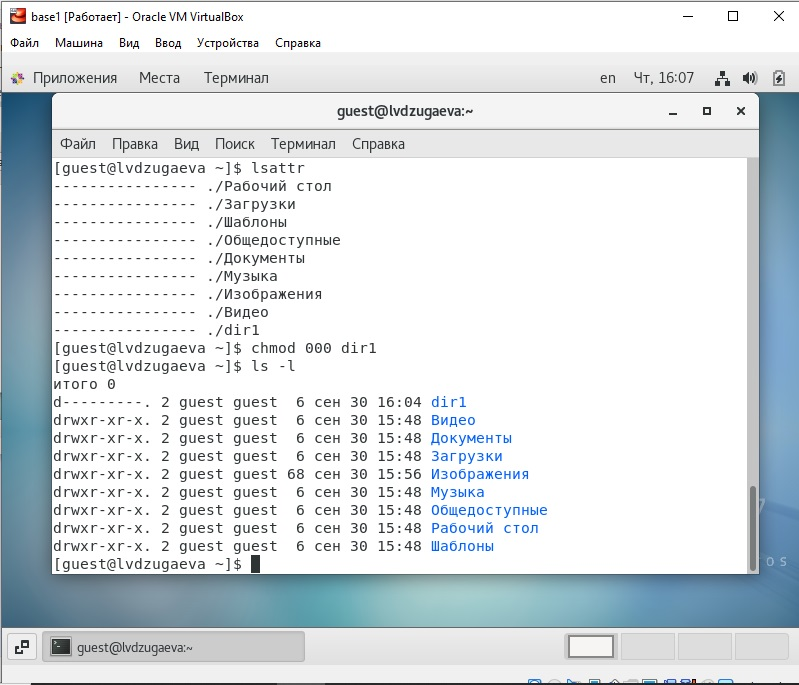 base1 [Работает] - Oracle VM VirtualBox
Файл Машина Вид Ввод Устройства Справка
Приложения Места Терминал en Чт, 16:07
guest@lvdzugaeva:~
Файл Правка Вид Поиск Терминал Справка
[guest@lvdzugaeva ~]$ lsattr
---------------- ./Рабочий стол
---------------- ./Загрузки
---------------- ./Шаблоны
---------------- ./Общедоступные
---------------- ./Документы
---------------- ./Музыка
---------------- ./Изображения
---------------- ./Видео
---------------- ./dir1
[guest@lvdzugaeva ~]$ chmod 000 dir1
[guest@lvdzugaeva ~]$ ls -l
итого 0
d---------. 2 guest guest  6 сен 30 16:04 dir1
drwxr-xr-x. 2 guest guest  6 сен 30 15:48 Видео
drwxr-xr-x. 2 guest guest  6 сен 30 15:48 Документы
drwxr-xr-x. 2 guest guest  6 сен 30 15:48 Загрузки
drwxr-xr-x. 2 guest guest 68 сен 30 15:56 Изображения
drwxr-xr-x. 2 guest guest  6 сен 30 15:48 Музыка
drwxr-xr-x. 2 guest guest  6 сен 30 15:48 Общедоступные
drwxr-xr-x. 2 guest guest  6 сен 30 15:48 Рабочий стол
drwxr-xr-x. 2 guest guest  6 сен 30 15:48 Шаблоны
[guest@lvdzugaeva ~]$
guest@lvdzugaeva:~